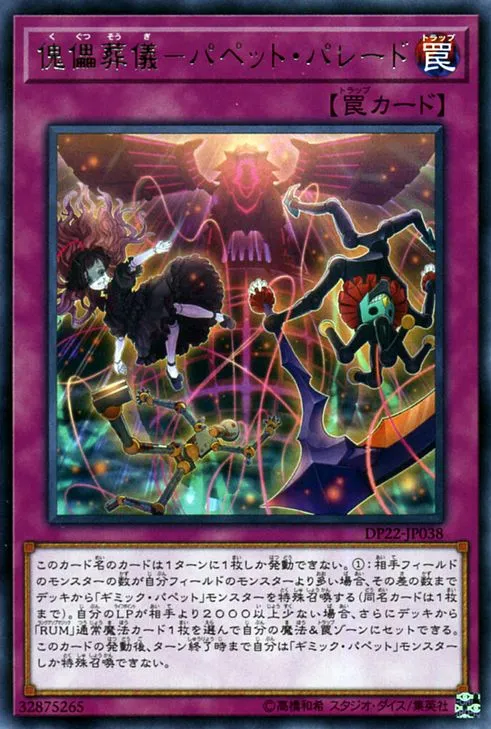 傀儡葬儀－パペット・パレード 罠
【罠カード】
DP22-JP038
このカード名のカードは１ターンに１枚しか発動できない。①：相手フィールド
のモンスターの数が自分フィールドのモンスターより多い場合、その差の数まで
デッキから「ギミック・パペット」モンスターを特殊召喚する(同名カードは１枚
まで)。自分のＬＰが相手より２０００以上少ない場合、さらにデッキから
「RUM」通常魔法カード１枚を選んで自分の魔法＆罠ゾーンにセットできる。
このカードの発動後、ターン終了時まで自分は「ギミック・パペット」モンスター
しか特殊召喚できない。
32875265 ©高橋和希 スタジオ・ダイス/集英社